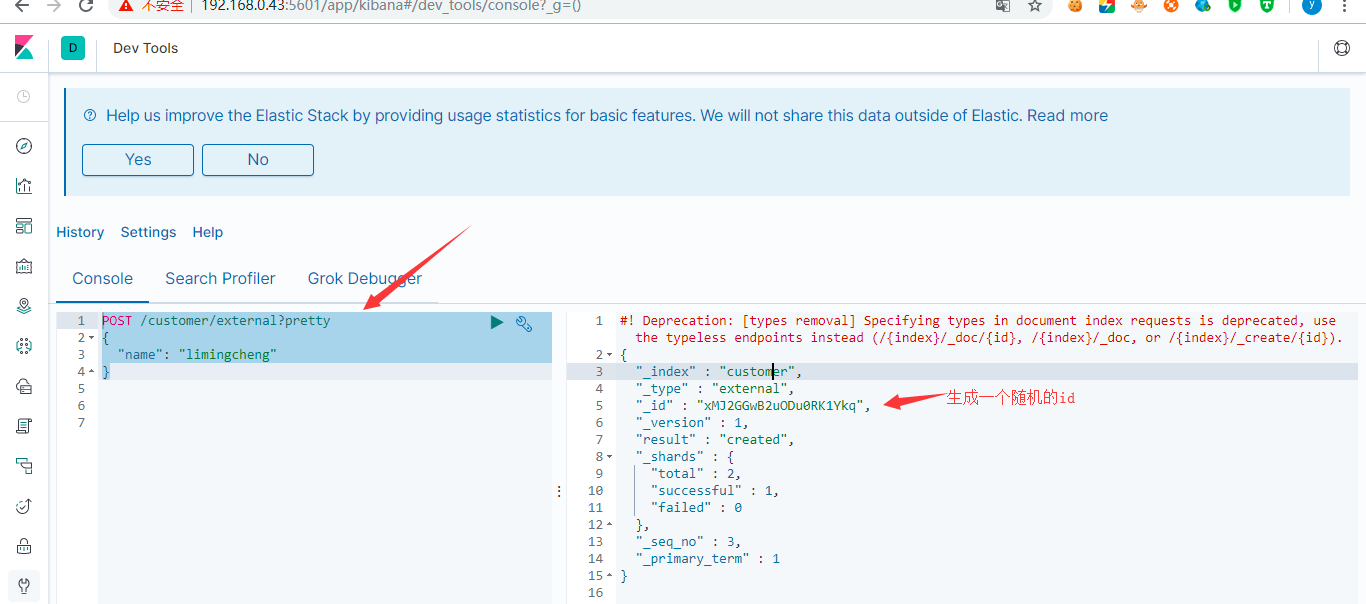 不安全 | 192.168.0.43:5601/app/kibana#/dev_tools/console?_g=()
y
D
Dev Tools
Help us improve the Elastic Stack by providing usage statistics for basic features. We will not share this data outside of Elastic. Read more
Yes
No
History Settings Help
Console Search Profiler Grok Debugger
1 POST /customer/external?pretty
2 {
3 "name": "limingcheng"
4 }
5
6
7
1 #! Deprecation: [types removal] Specifying types in document index requests is deprecated, use
the typeless endpoints instead (/{index}/_doc/{id}, /{index}/_doc, or /{index}/_create/{id}).
2 {
3 "_index" : "customer",
4 "_type" : "external",
5 "_id" : "xMJ2GGwB2uODu0RK1Ykq",
生成一个随机的id
6 "_version" : 1,
7 "result" : "created",
8 "_shards" : {
9 "total" : 2,
10 "successful" : 1,
11 "failed" : 0
12 },
13 "_seq_no" : 3,
14 "_primary_term" : 1
15 }
16